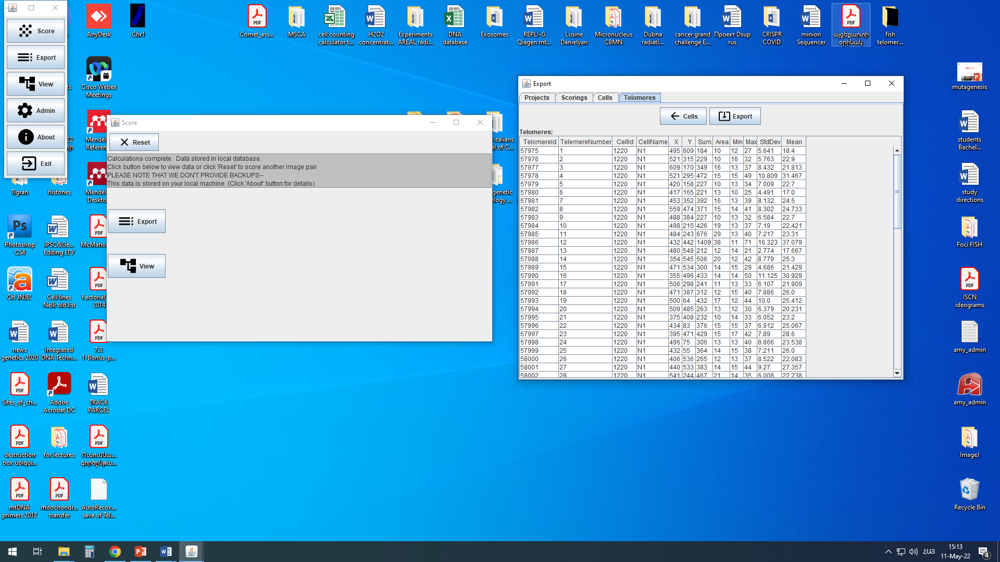 Score
Export
View
Admin
About
Exit
AnyDesk
Chr1
Cisco Webex
Meetings
Comet_ass...
MSCA
cell counting
calculator t...
H2O2
concentrat...
Experiments
AREAL radi...
DNA
database
Exosomes
REPLI-G
Qiagen mt...
Lusine
Danielyan
Micronucleus
CBMN
Dubna
radiati...
cancer grand
challenge E...
Проект Dsup
rus
CRISPR
COVID
minion
Sequencer
այցեքարտի
օրինակ
fish
telomer...
mutagenesis
students
Bachel...
study
directions
Foci FISH
ISCN
ideograms
amy_admin
amy_admin
ImageJ
Recycle Bin
Tigran
histones
Photoshop
CS4
iPSC&Ge...
Editing ЕГУ
CHJNJEL
Cell lines
Nelli old list
Factorial_
2014
news
genetics 2020
Integrated
DNA Techn...
7.3.
1-Bonus-p...
Sites_of_ch...
Adobe
Acrobat DC
TRACK
PARCEL
destruction
box ubiqui...
for lectures
Ուսումնա...
գործընթա...
mtDNA
primers 2012
mitochondr...
transfer
AutoRecov...
save of Tel...
Score
Reset
Calculations complete.  Data stored in local database.
Click button below to view data or click 'Reset' to score another image pair
PLEASE NOTE THAT WE DON'T PROVIDE BACKUPS--
This data is stored on your local machine. (Click 'About' button for details)
Export
View
Export
Projects Scorings Cells Telomeres
Cells Export
Telomeres:
TelomereId TelemereNumber CellId CellName X Y Sum Area Min Max StdDev Mean
57975 1 1220 N1 495 609 184 10 12 27 5.641 18.4
57976 2 1220 N1 521 315 229 10 16 32 5.763 22.9
57977 3 1220 N1 609 170 349 16 13 37 8.432 21.813
57978 4 1220 N1 521 295 472 15 15 49 10.809 31.467
57979 5 1220 N1 420 158 227 10 13 34 7.009 22.7
57980 6 1220 N1 417 165 221 13 10 25 4.491 17.0
57981 7 1220 N1 453 352 392 16 13 39 8.132 24.5
57982 8 1220 N1 559 474 371 15 14 41 8.302 24.733
57983 9 1220 N1 488 384 227 10 13 32 6.584 22.7
57984 10 1220 N1 498 215 426 19 13 37 7.19 22.421
57985 11 1220 N1 484 243 676 29 13 40 7.217 23.31
57986 12 1220 N1 432 442 1409 38 11 71 16.323 37.079
57987 13 1220 N1 480 549 212 12 14 21 2.774 17.667
57988 14 1220 N1 354 545 506 20 12 42 8.779 25.3
57989 15 1220 N1 471 534 300 14 15 29 4.686 21.429
57990 16 1220 N1 355 496 433 14 14 50 11.125 30.929
57991 17 1220 N1 506 298 241 11 13 33 6.107 21.909
57992 18 1220 N1 471 387 312 12 15 40 7.886 26.0
57993 19 1220 N1 500 64 432 17 12 44 10.0 25.412
57994 20 1220 N1 509 485 263 13 12 30 6.379 20.231
57995 21 1220 N1 375 408 232 10 14 33 6.052 23.2
57996 22 1220 N1 434 83 376 15 15 37 6.912 25.067
57997 23 1220 N1 395 471 429 15 17 42 7.89 28.6
57998 24 1220 N1 496 75 306 13 13 40 8.866 23.538
57999 25 1220 N1 432 55 364 14 15 38 7.211 26.0
58000 26 1220 N1 406 536 265 12 13 37 8.522 22.083
58001 27 1220 N1 440 533 383 14 15 44 9.27 27.357
58002 28 1220 N1 541 244 467 21 14 35 6.008 22.238
ՀԱՅ
15:13
11-May-22
4